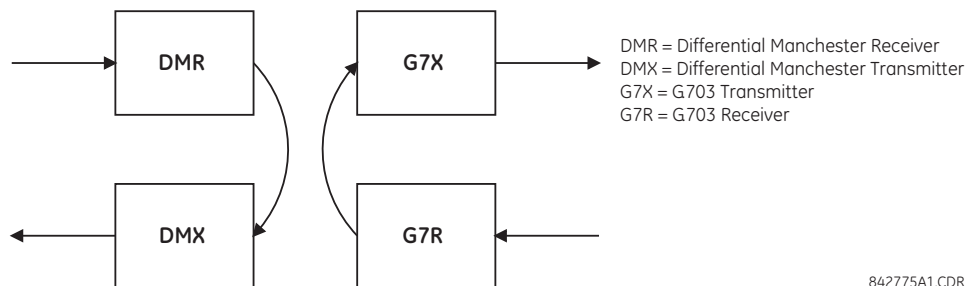 DMR
G7X
DMR = Differential Manchester Receiver
DMX = Differential Manchester Transmitter
G7X = G703 Transmitter
G7R = G703 Receiver
DMX
G7R
842775A1.CDR